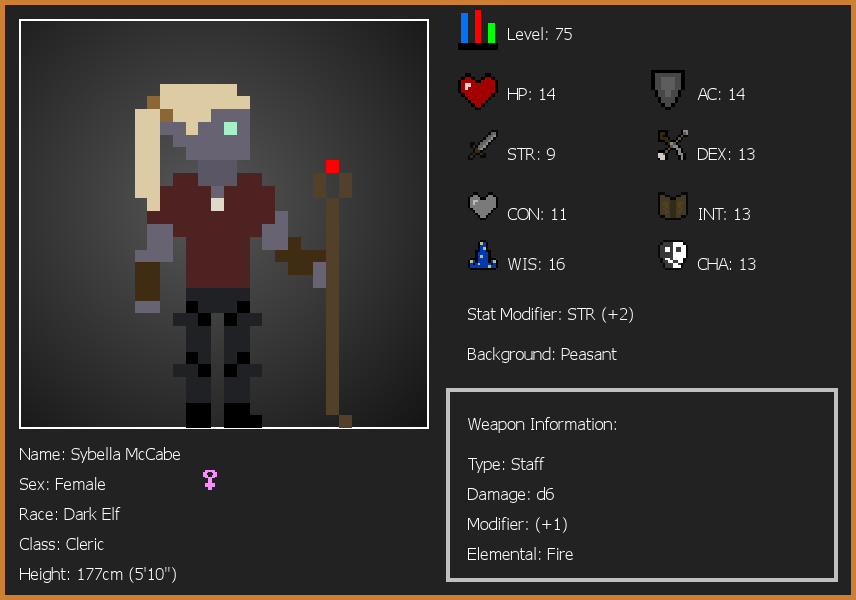 Level: 75
HP: 14
AC: 14
STR: 9
DEX: 13
CON: 11
INT: 13
WIS: 16
CHA: 13
Stat Modifier: STR (+2)
Background: Peasant
Weapon Information:
Type: Staff
Damage: d6
Modifier: (+1)
Elemental: Fire
Name: Sybella McCabe
Sex: Female
Race: Dark Elf
Class: Cleric
Height: 177cm (5'10")